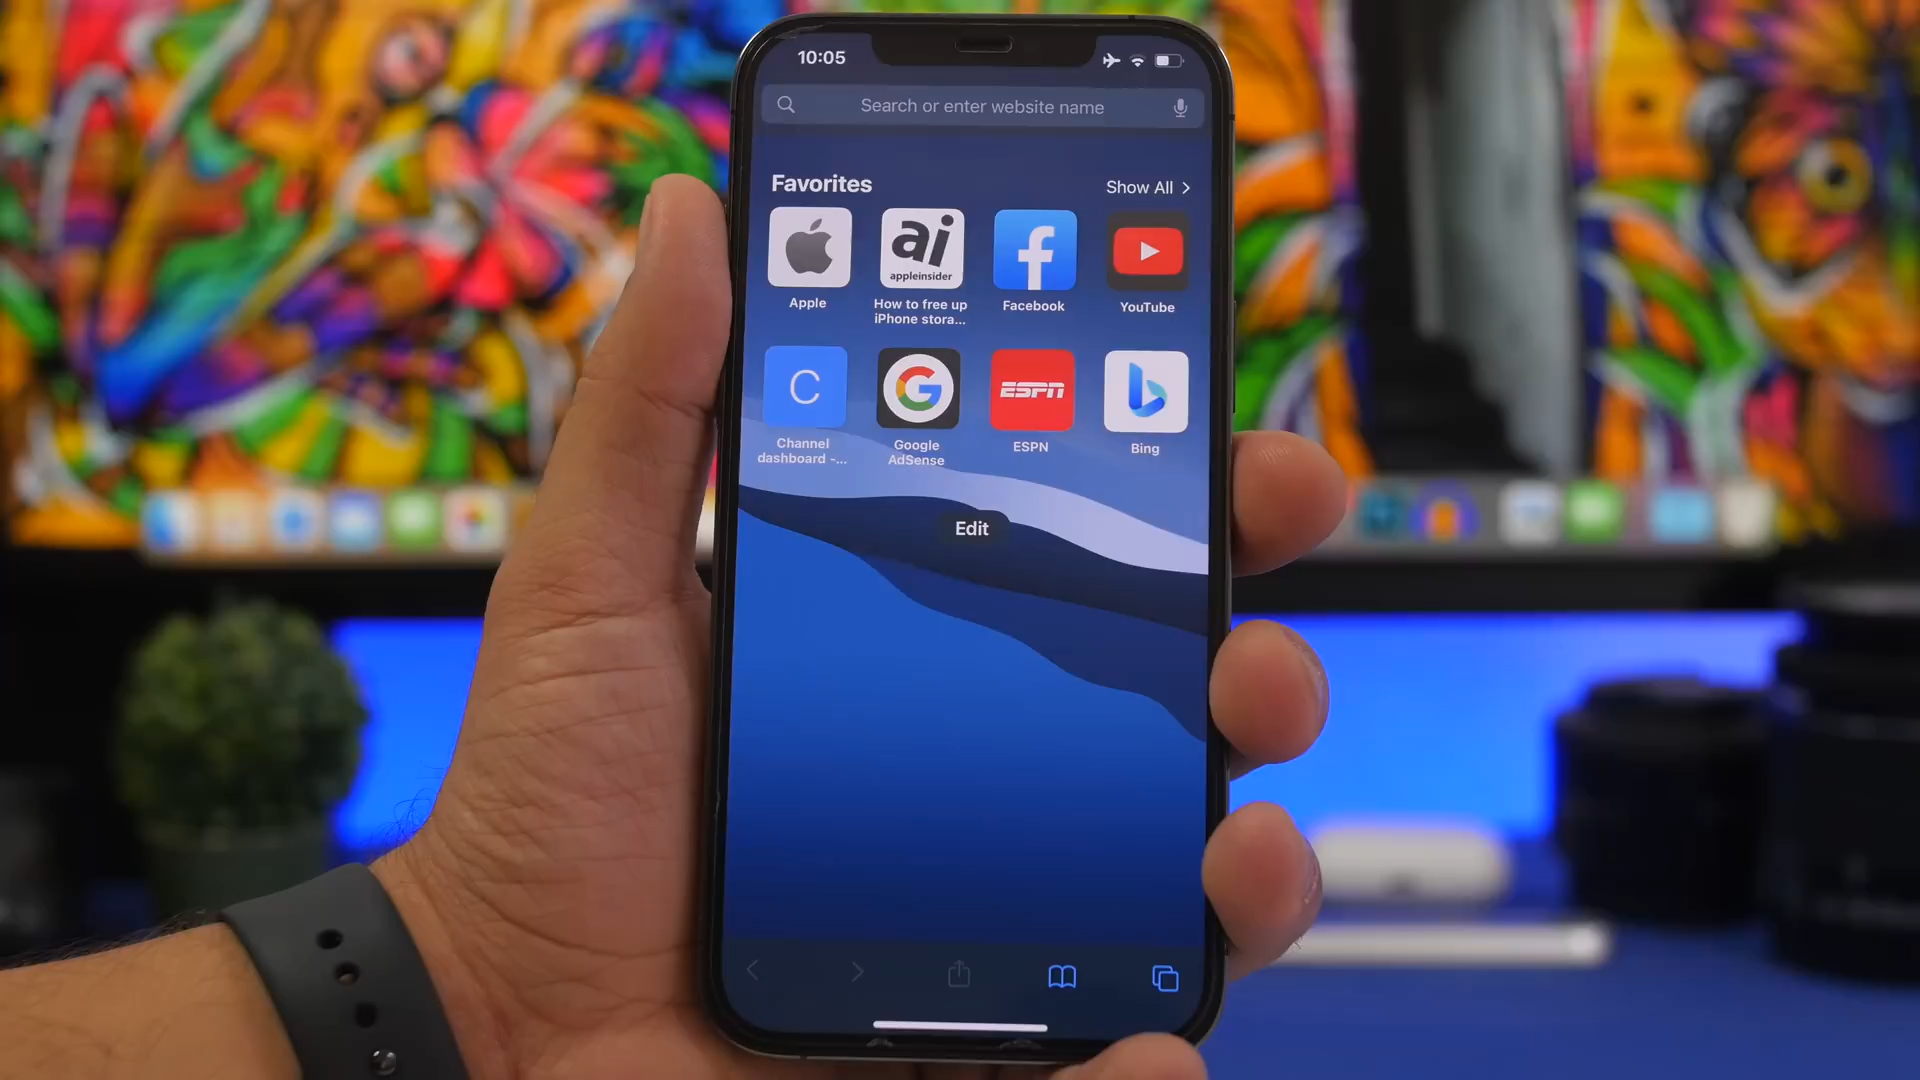 10:05
Search or enter website name
Favorites
Show All
ai
appleinsider
Apple
How to free up
iPhone stora...
Facebook
YouTube
C
G
ESPN
b
Channel
dashboard -...
Google
AdSense
ESPN
Bing
Edit